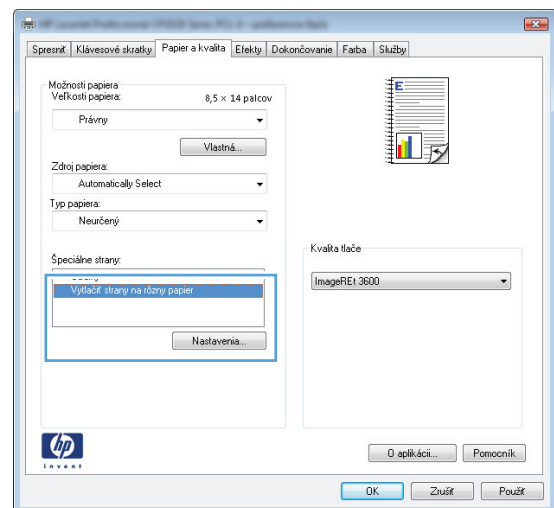 Spresniť Klávesové skratky Papier a kvalita Efekty Dokončovanie Farba Služby
Možnosti papiera
Veľkosti papiera: 8,5 × 14 palcov
Právny
Vlastná...
Zdroj papiera:
Automatically Select
Typ papiera:
Neurčený
Špeciálne strany:
Vytlačiť strany na rôzny papier
Nastavenia...
E
Kvalita tlače
ImageREt 3600
hp
invent
O aplikácii... Pomocník
OK Zrušiť Použiť